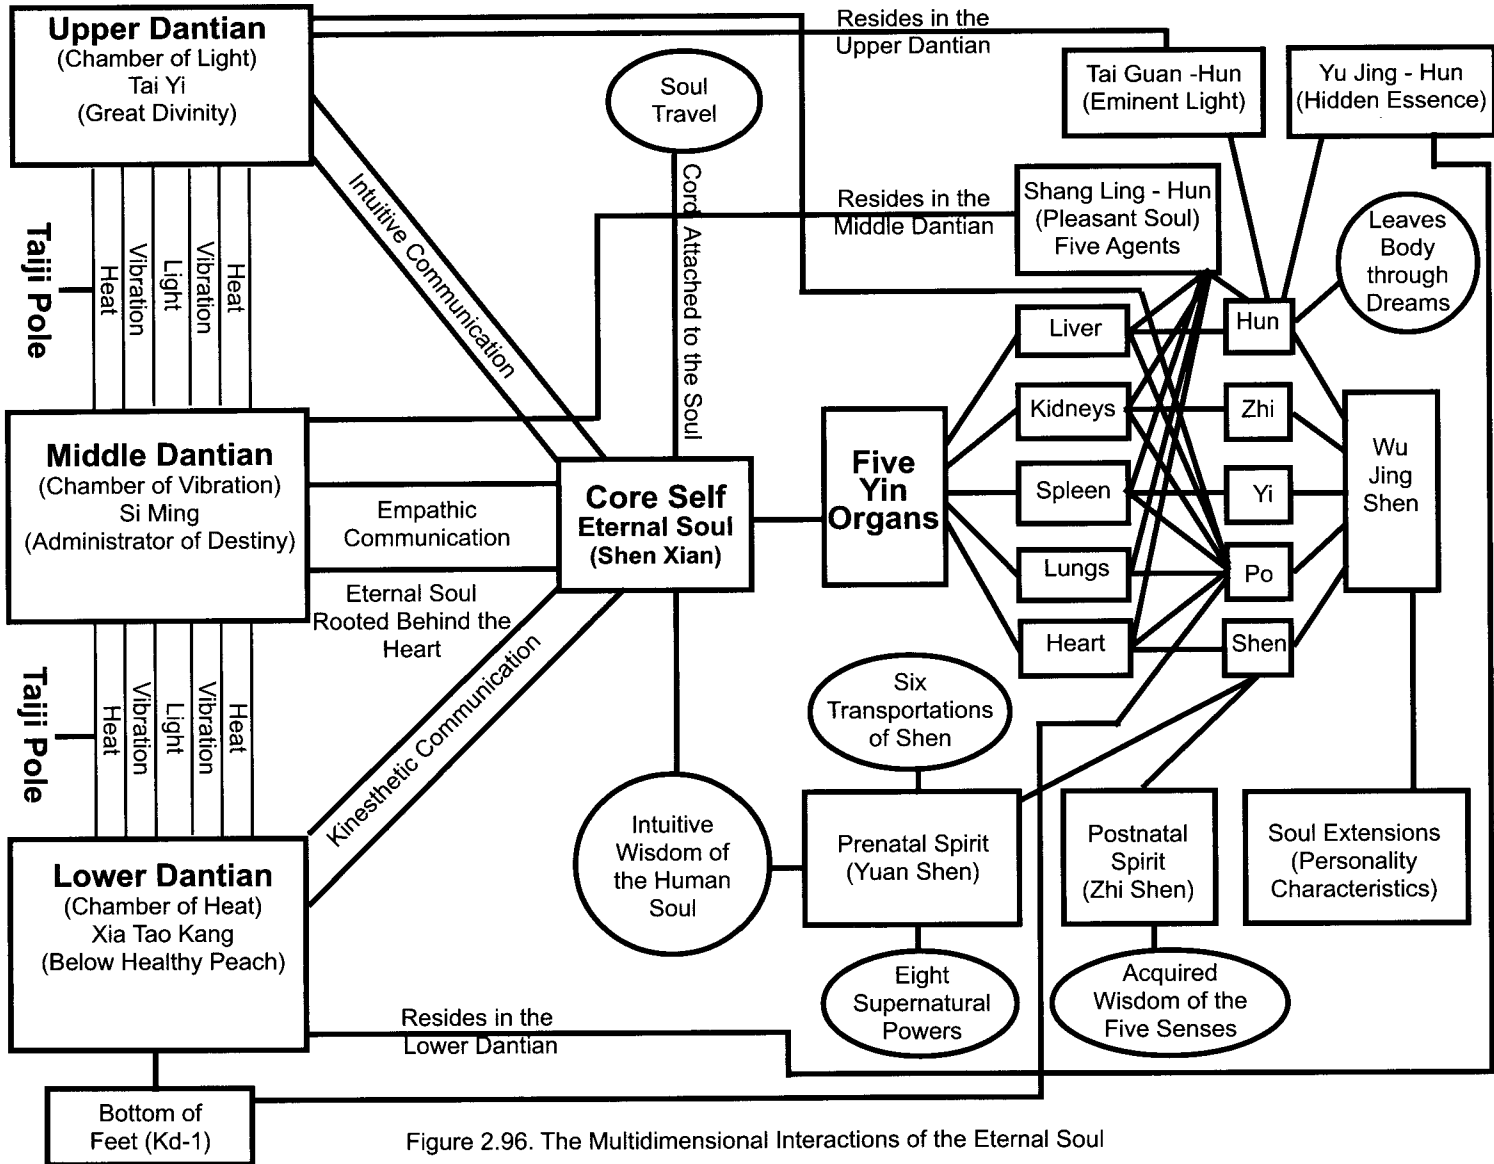 Upper Dantian
(Chamber of Light)
Tai Yi
(Great Divinity)
Resides in the
Upper Dantian
Soul
Travel
Tai Guan -Hun
(Eminent Light)
Yu Jing - Hun
(Hidden Essence)
Taiji Pole
Heat
Vibration
Light
Vibration
Heat
Intuitive Communication
Cord Attached to the Soul
Resides in the
Middle Dantian
Shang Ling - Hun
(Pleasant Soul)
Five Agents
Leaves
Body
through
Dreams
Liver
Kidneys
Spleen
Lungs
Heart
Hun
Zhi
Yi
Po
Shen
Middle Dantian
(Chamber of Vibration)
Si Ming
(Administrator of Destiny)
Empathic
Communication
Eternal Soul
Rooted Behind the
Heart
Core Self
Eternal Soul
(Shen Xian)
Five
Yin
Organs
Wu
Jing
Shen
Taiji Pole
Heat
Vibration
Light
Vibration
Heat
Kinesthetic Communication
Six
Transportations
of Shen
Intuitive
Wisdom of
the Human
Soul
Prenatal Spirit
(Yuan Shen)
Postnatal
Spirit
(Zhi Shen)
Soul Extensions
(Personality
Characteristics)
Lower Dantian
(Chamber of Heat)
Xia Tao Kang
(Below Healthy Peach)
Eight
Supernatural
Powers
Acquired
Wisdom of the
Five Senses
Resides in the
Lower Dantian
Bottom of
Feet (Kd-1)
Figure 2.96. The Multidimensional Interactions of the Eternal Soul